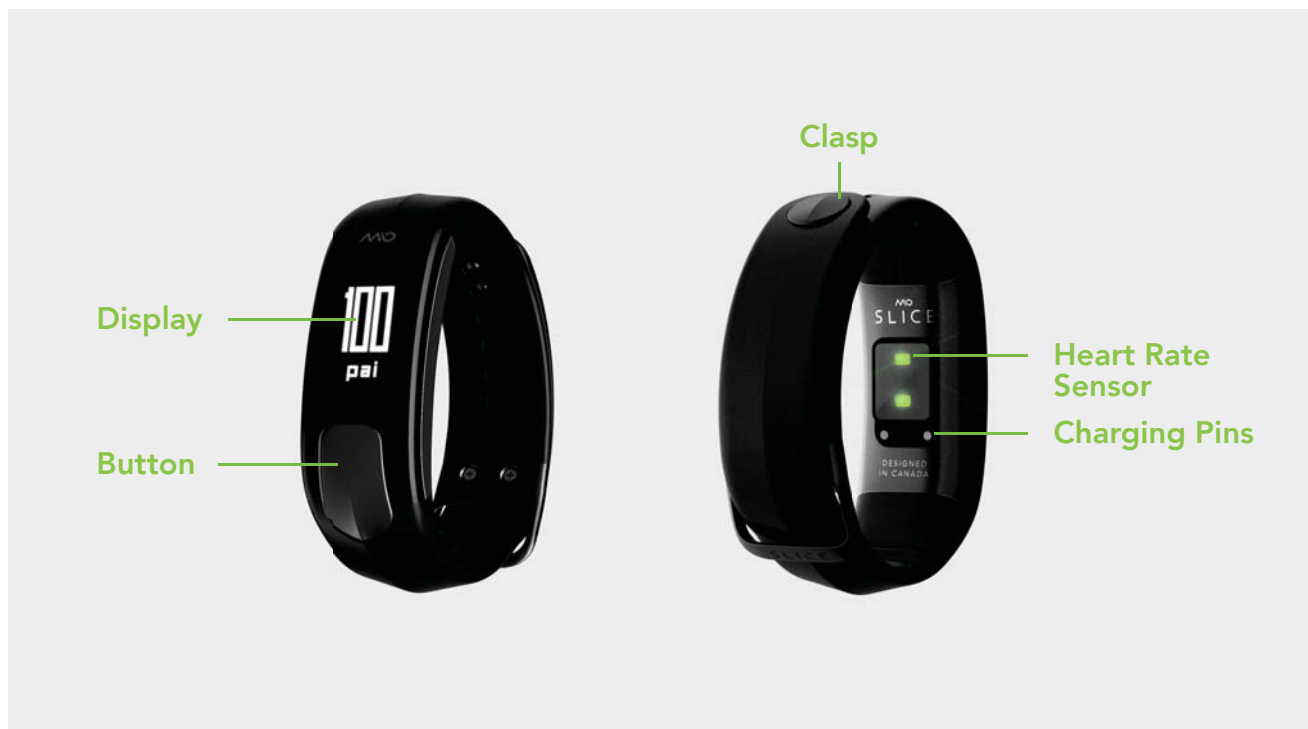 Clasp
MIO
Display
100
pai
Button
MIO
SLICE
Heart Rate
Sensor
Charging Pins
DESIGNED
IN CANADA
SLICE